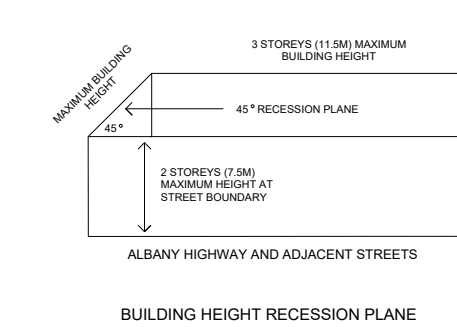 3 STOREYS (11.5M) MAXIMUM
BUILDING HEIGHT
MAXIMUM BUILDING
HEIGHT
45° RECESSION PLANE
45°
2 STOREYS (7.5M)
MAXIMUM HEIGHT AT
STREET BOUNDARY
ALBANY HIGHWAY AND ADJACENT STREETS
BUILDING HEIGHT RECESSION PLANE